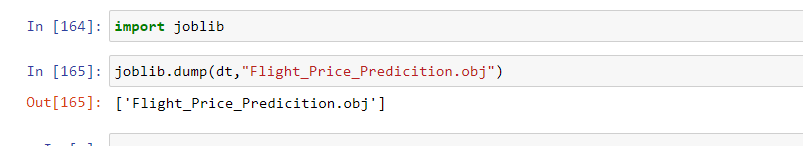 In [164]: import joblib
In [165]: joblib.dump(dt,"Flight_Price_Predicition.obj")
Out[165]: ['Flight_Price_Predicition.obj']